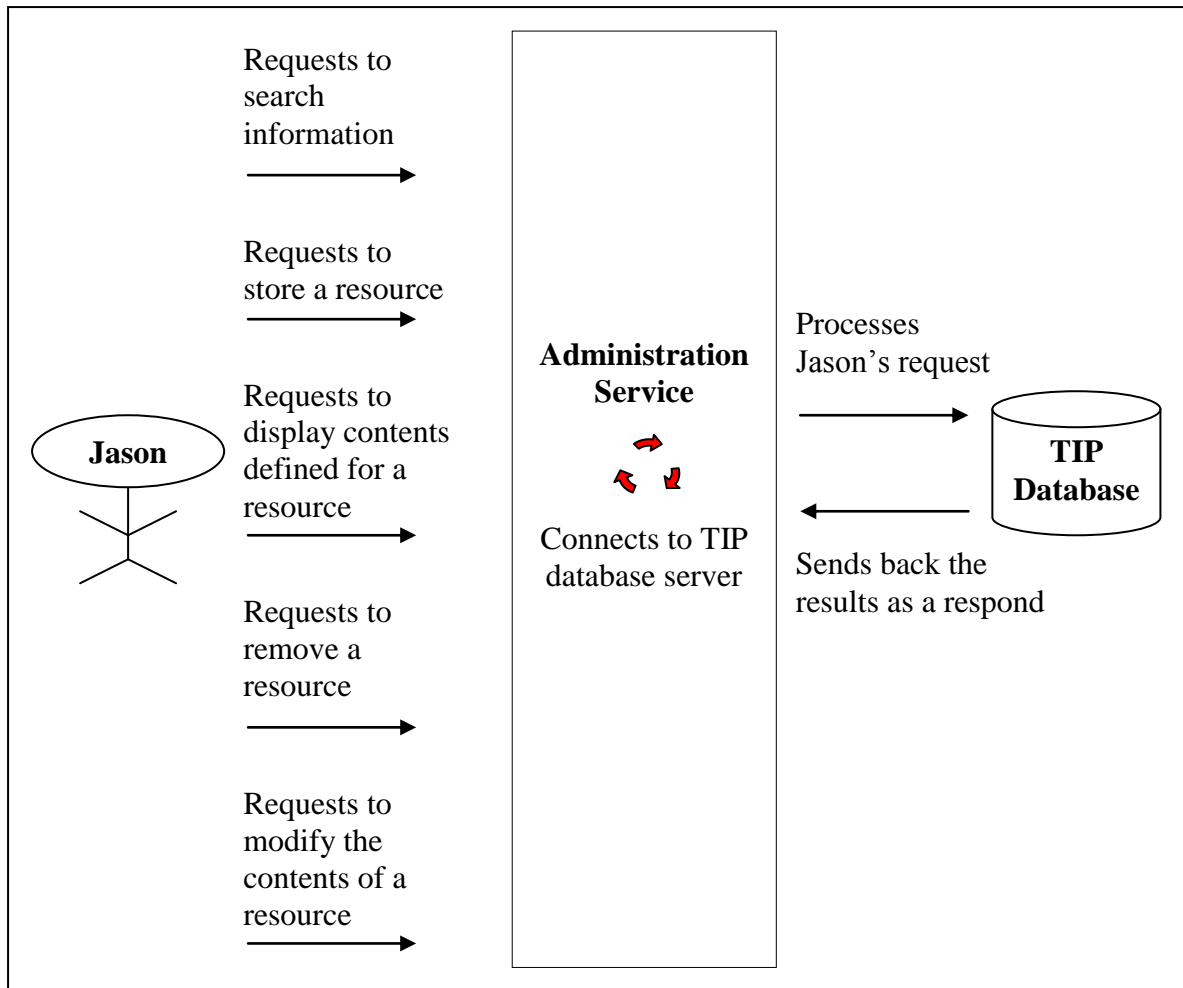 Requests to
search
information
Requests to
store a resource
Requests to
display contents
defined for a
resource
Requests to
remove a
resource
Requests to
modify the
contents of a
resource
Jason
Administration
Service
Connects to TIP
database server
Processes
Jason’s request
Sends back the
results as a respond
TIP
Database